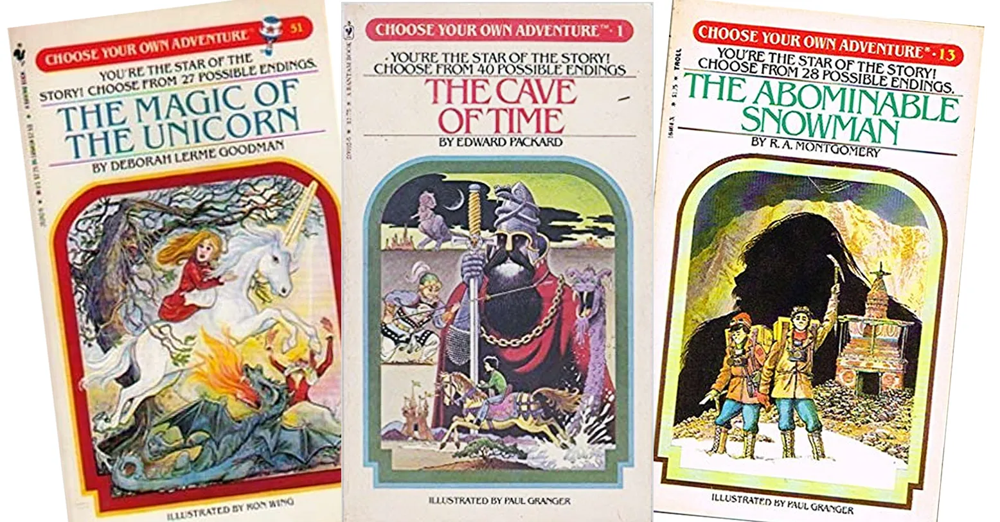 CHOOSE YOUR OWN ADVENTURE® 51
YOU'RE THE STAR OF THE
STORY! CHOOSE FROM 27 POSSIBLE ENDINGS.
THE MAGIC OF
THE UNICORN
BY DEBORAH LERME GOODMAN
ILLUSTRATED BY RON WING
CHOOSE YOUR OWN ADVENTURE™·1
YOU'RE THE STAR OF THE STORY!
CHOOSE FROM 40 POSSIBLE ENDINGS
THE CAVE
OF TIME
BY EDWARD PACKARD
A BANTAM BOOK
ILLUSTRATED BY PAUL GRANGER
CHOOSE YOUR OWN ADVENTURE®·13
YOU'RE THE STAR OF THE STORY!
CHOOSE FROM 28 POSSIBLE ENDINGS.
THE ABOMINABLE
SNOWMAN
BY R. A. MONTGOMERY
TROLL
ILLUSTRATED BY PAUL GRANGER